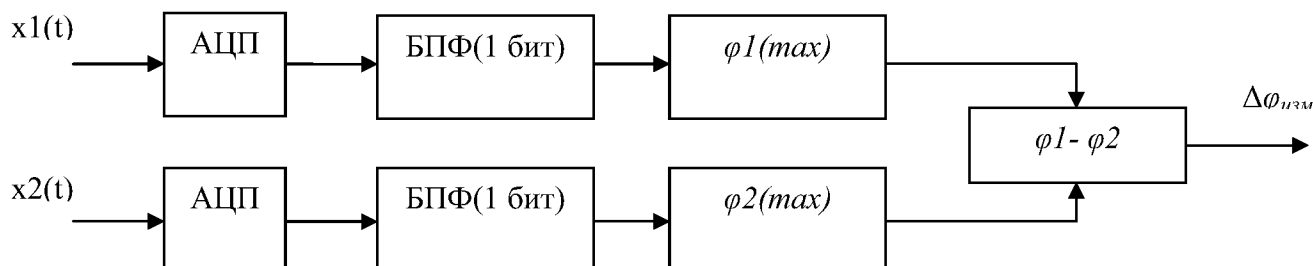 x1(t)
АЦП
БПФ(1 бит)
φ1(max)
Δφизм
φ1- φ2
x2(t)
АЦП
БПФ(1 бит)
φ2(max)